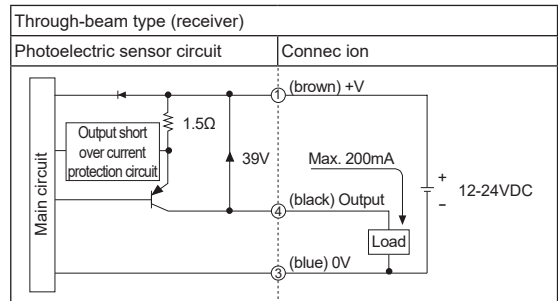 Through-beam type (receiver)
Photoelectric sensor circuit
Connec ion
Main circuit
Output short
over current
protection circuit
1.5Ω
39V
① (brown) +V
Max. 200mA
+
-
12-24VDC
④ (black) Output
Load
③ (blue) 0V